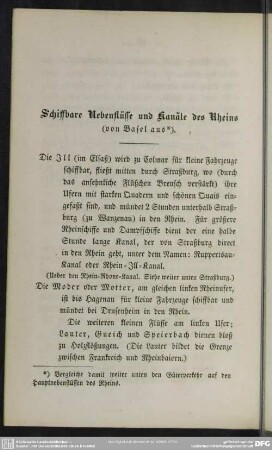 Schiffbare Nebenflüsse und Kanäle des Rheins
(von Basel aus*).
Die Ill (im Elsaß) wird zu Colmar für kleine Fahrzeuge
schiffbar, fließt mitten durch Straßburg, wo (durch
das ansehnliche Flüßchen Breusch verstärkt) ihre
Ufern mit starken Quadern und schönen Quais ein-
gefaßt sind, und mündet 2 Stunden unterhalb Straß-
burg (zu Wanzenau) in den Rhein. Für größere
Rheinschiffe und Dampfschiffe dient der eine halbe
Stunde lange Kanal, der von Straßburg direct
in den Rhein geht, unter dem Namen: Ruppertsau-
Kanal oder Rhein-Ill-Kanal.
(Ueber den Rhein-Rhone-Kanal. Siehe weiter unter Straßburg.)
Die Moder oder Motter, am gleichen linken Rheinufer,
ist bis Hagenau für kleine Fahrzeuge schiffbar und
mündet bei Drusenheim in den Rhein.
Die weiteren kleinen Flüsse am linken Ufer;
Lauter, Queich und Speierbach dienen bloß
zu Holzflößungen. (Die Lauter bildet die Grenze
zwischen Frankreich und Rheinbaiern.)
*) Vergleiche damit weiter unten den Güterverkehr auf den
Hauptnebenflüssen des Rheins.